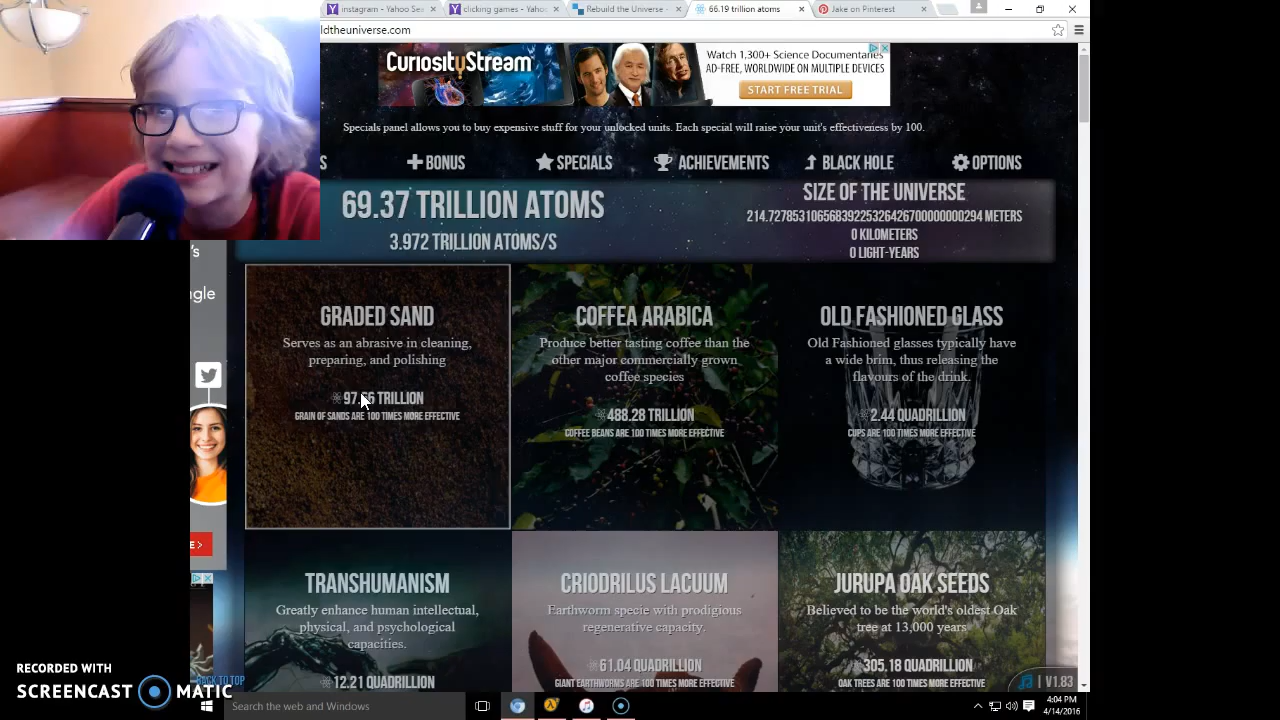 instagram - Yahoo Se
clicking games - Yaho
Rebuild the Universe -
66.19 trillion atoms
Jake on Pinterest
ldtheuniverse.com
CURIOSITYSTREAM
Watch 1,300+ Science Documentaries
AD-FREE, WORLDWIDE ON MULTIPLE DEVICES
START FREE TRIAL
Specials panel allows you to buy expensive stuff for your unlocked units. Each special will raise your unit's effectiveness by 100.
S
BONUS
SPECIALS
ACHIEVEMENTS
BLACK HOLE
OPTIONS
69.37 TRILLION ATOMS
3.972 TRILLION ATOMS/S
SIZE OF THE UNIVERSE
0 KILOMETERS
0 LIGHT-YEARS
's
ngle
E >
GRADED SAND
Serves as an abrasive in cleaning,
preparing, and polishing
TRILLION
GRAIN OF SANDS ARE 100 TIMES MORE EFFECTIVE
COFFEA ARABICA
Produce better tasting coffee than the
other major commercially grown
coffee species
488.28 TRILLION
COFFEE BEANS ARE 100 TIMES MORE EFFECTIVE
OLD FASHIONED GLASS
Old Fashioned glasses typically have
a wide brim, thus releasing the
flavours of the drink.
2.44 QUADRILLION
CUPS ARE 100 TIMES MORE EFFECTIVE
TRANSHUMANISM
Greatly enhance human intellectual,
physical, and psychological
capacities.
12.21 QUADRILLION
CRIODRILUS LACUUM
Earthworm specie with prodigious
regenerative capacity.
61.04 QUADRILLION
GIANT EARTHWORMS ARE 100 TIMES MORE EFFECTIVE
JURUPA OAK SEEDS
Believed to be the world's oldest Oak
tree at 13,000 years
305.18 QUADRILLION
OAK TREES ARE 100 TIMES MORE EFFECTIVE
| V1.83
BACK TO TOP
RECORDED WITH
SCREENCAST MATIC
Search the web and Windows
4:04 PM
4/14/2016